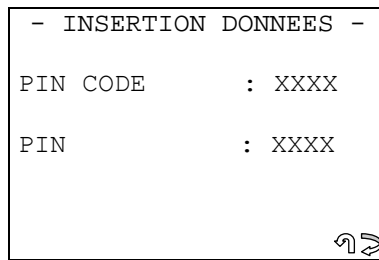 - INSERTION DONNEES -
PIN CODE : XXXX
PIN : XXXX